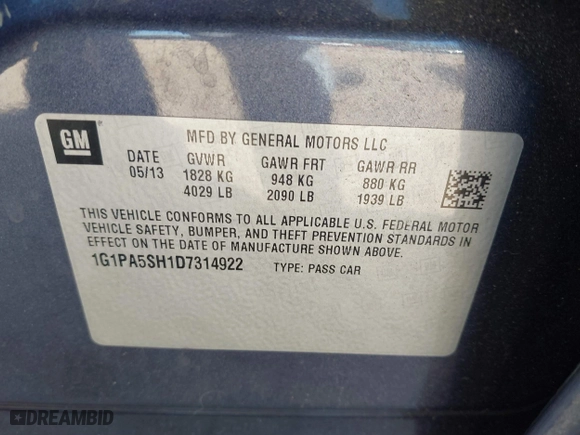 GM®
MFD BY GENERAL MOTORS LLC
DATE GVWR GAWR FRT GAWR RR
05/13 1828 KG 948 KG 880 KG
4029 LB 2090 LB 1939 LB
THIS VEHICLE CONFORMS TO ALL APPLICABLE U.S. FEDERAL MOTOR
VEHICLE SAFETY, BUMPER, AND THEFT PREVENTION STANDARDS IN
EFFECT ON THE DATE OF MANUFACTURE SHOWN ABOVE.
1G1PA5SH1D7314922 TYPE: PASS CAR
DREAMBID